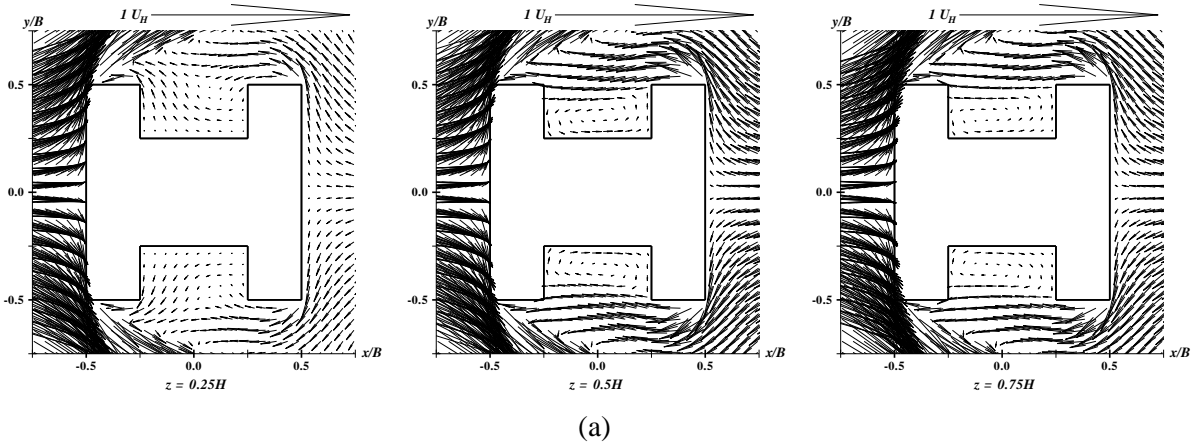 1 U_H 1 U_H 1 U_H
y/B y/B y/B
0.5 0.5 0.5
0.0 0.0 0.0
-0.5 -0.5 -0.5
x/B x/B x/B
-0.5 0.0 0.5 -0.5 0.0 0.5 -0.5 0.0 0.5
z = 0.25H z = 0.5H z = 0.75H
(a)